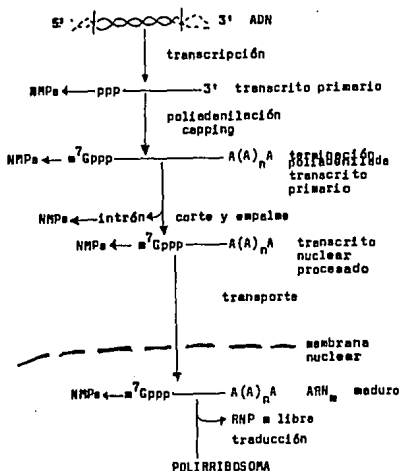 5' 3' ADN
transcripción
NMPs ppp 3' transcrito primario
poliadenilación
capping
NMPs m7Gppp A(A)nA terminación
poliadenilada
transcrito
primario
NMPs intrón corte y empalme
NMPs m7Gppp A(A)nA transcrito
nuclear
procesado
transporte
membrana
nuclear
NMPs m7Gppp A(A)nA ARNm maduro
RNP m libre
traducción
POLIRRIBOSOMA